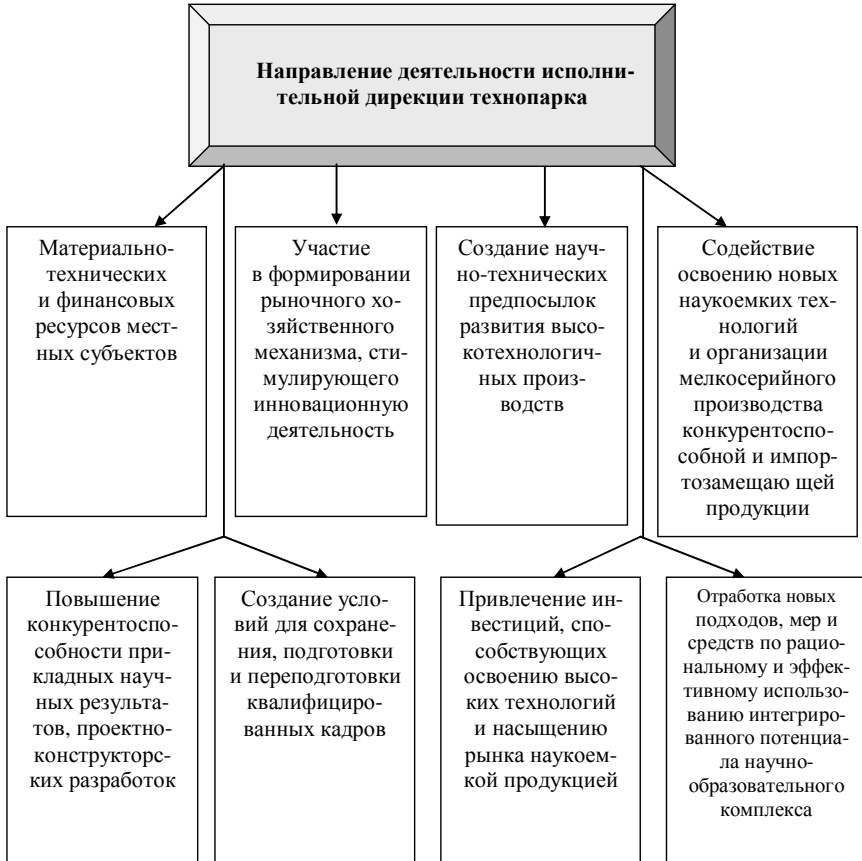 Направление деятельности исполни-
тельной дирекции технопарка
Материально-
технических
и финансовых
ресурсов мест-
ных субъектов
Участие
в формировании
рыночного хо-
зяйственного
механизма, сти-
мулирующего
инновационную
деятельность
Создание науч-
но-технических
предпосылок
развития высо-
котехнологич-
ных произ-
водств
Содействие
освоению новых
наукоемких тех-
нологий
и организации
мелкосерийного
производства
конкурентоспо-
собной и импор-
тозамещаю щей
продукции
Повышение
конкурентоспо-
собности при-
кладных науч-
ных результа-
тов, проектно-
конструкторс-
ких разработок
Создание усло-
вий для сохране-
ния, подготовки
и переподготовки
квалифициро-
ванных кадров
Привлечение ин-
вестиций, спо-
собствующих
освоению высо-
ких технологий
и насыщению
рынка наукоем-
кой продукцией
Отработка новых
подходов, мер и
средств по рацио-
нальному и эффек-
тивному использо-
ванию интегриро-
ванного потенциа-
ла научно-
образовательного
комплекса